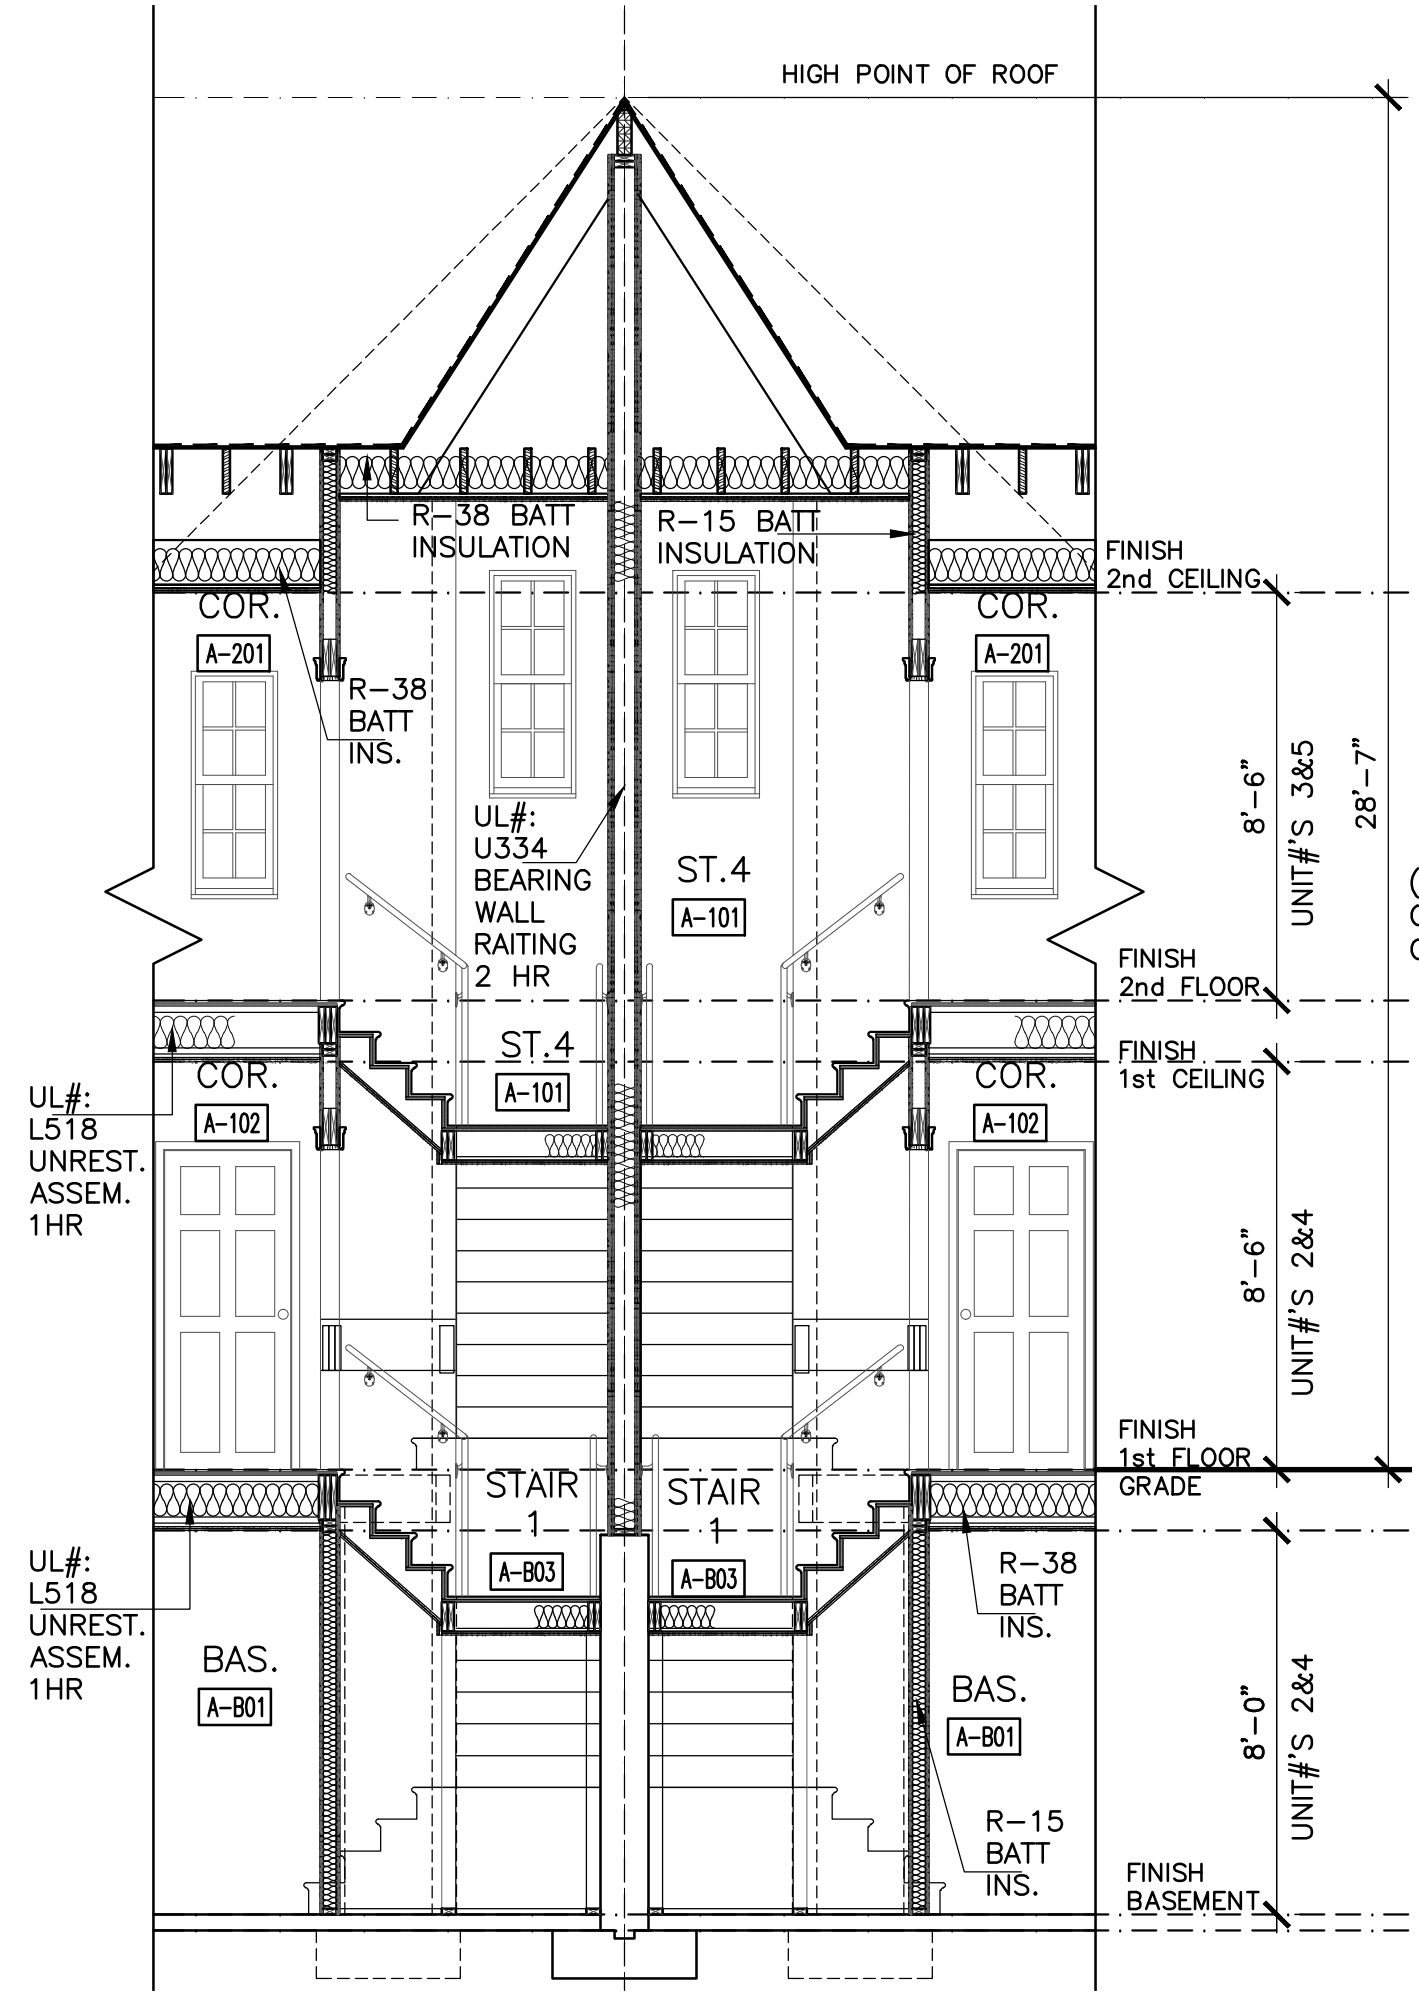 HIGH POINT OF ROOF
R-38 BATT
INSULATION
R-15 BATT
INSULATION
FINISH
2nd CEILING
COR.
A-201
COR.
A-201
R-38
BATT
INS.
8'-6"
UNIT#'S 3&5
28'-7"
UL#:
U334
BEARING
WALL
RAITING
2 HR
ST.4
A-101
FINISH
2nd FLOOR
ST.4
A-101
FINISH
1st CEILING
COR.
A-102
COR.
A-102
UL#:
L518
UNREST.
ASSEM.
1HR
8'-6"
UNIT#'S 2&4
FINISH
1st FLOOR
GRADE
STAIR
1
A-B03
STAIR
1
A-B03
UL#:
L518
UNREST.
ASSEM.
1HR
R-38
BATT
INS.
BAS.
A-B01
BAS.
A-B01
8'-0"
UNIT#'S 2&4
R-15
BATT
INS.
FINISH
BASEMENT